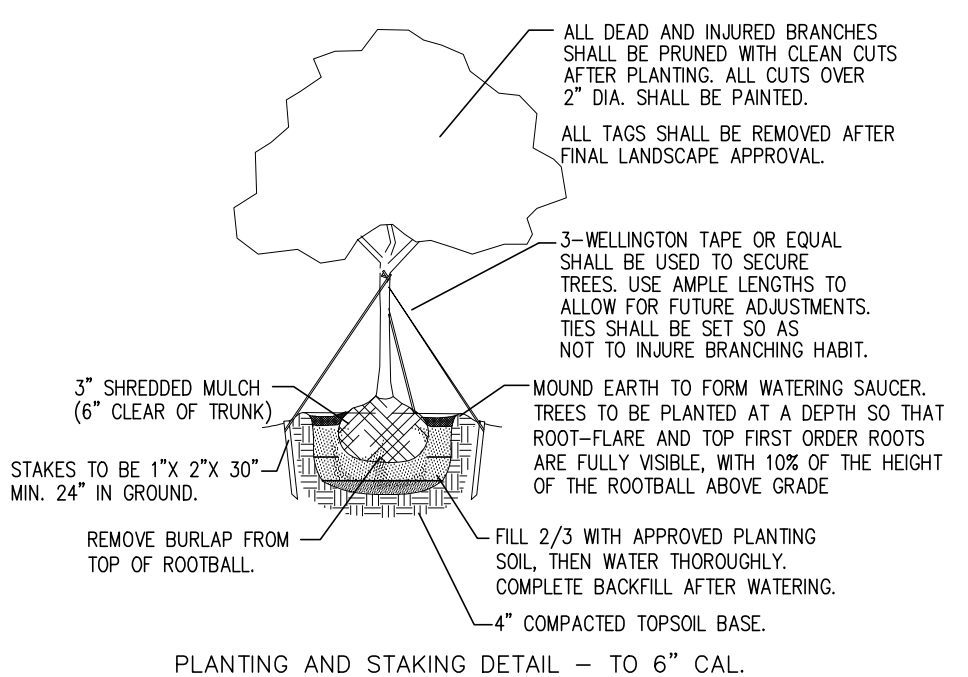 ALL DEAD AND INJURED BRANCHES
SHALL BE PRUNED WITH CLEAN CUTS
AFTER PLANTING. ALL CUTS OVER
2" DIA. SHALL BE PAINTED.
ALL TAGS SHALL BE REMOVED AFTER
FINAL LANDSCAPE APPROVAL.
3-WELLINGTON TAPE OR EQUAL
SHALL BE USED TO SECURE
TREES. USE AMPLE LENGTHS TO
ALLOW FOR FUTURE ADJUSTMENTS.
TIES SHALL BE SET SO AS
NOT TO INJURE BRANCHING HABIT.
3" SHREDDED MULCH
(6" CLEAR OF TRUNK)
MOUND EARTH TO FORM WATERING SAUCER.
TREES TO BE PLANTED AT A DEPTH SO THAT
ROOT-FLARE AND TOP FIRST ORDER ROOTS
ARE FULLY VISIBLE, WITH 10% OF THE HEIGHT
OF THE ROOTBALL ABOVE GRADE
STAKES TO BE 1"X 2"X 30"
MIN. 24" IN GROUND.
REMOVE BURLAP FROM
TOP OF ROOTBALL.
FILL 2/3 WITH APPROVED PLANTING
SOIL, THEN WATER THOROUGHLY.
COMPLETE BACKFILL AFTER WATERING.
4" COMPACTED TOPSOIL BASE.
PLANTING AND STAKING DETAIL - TO 6" CAL.